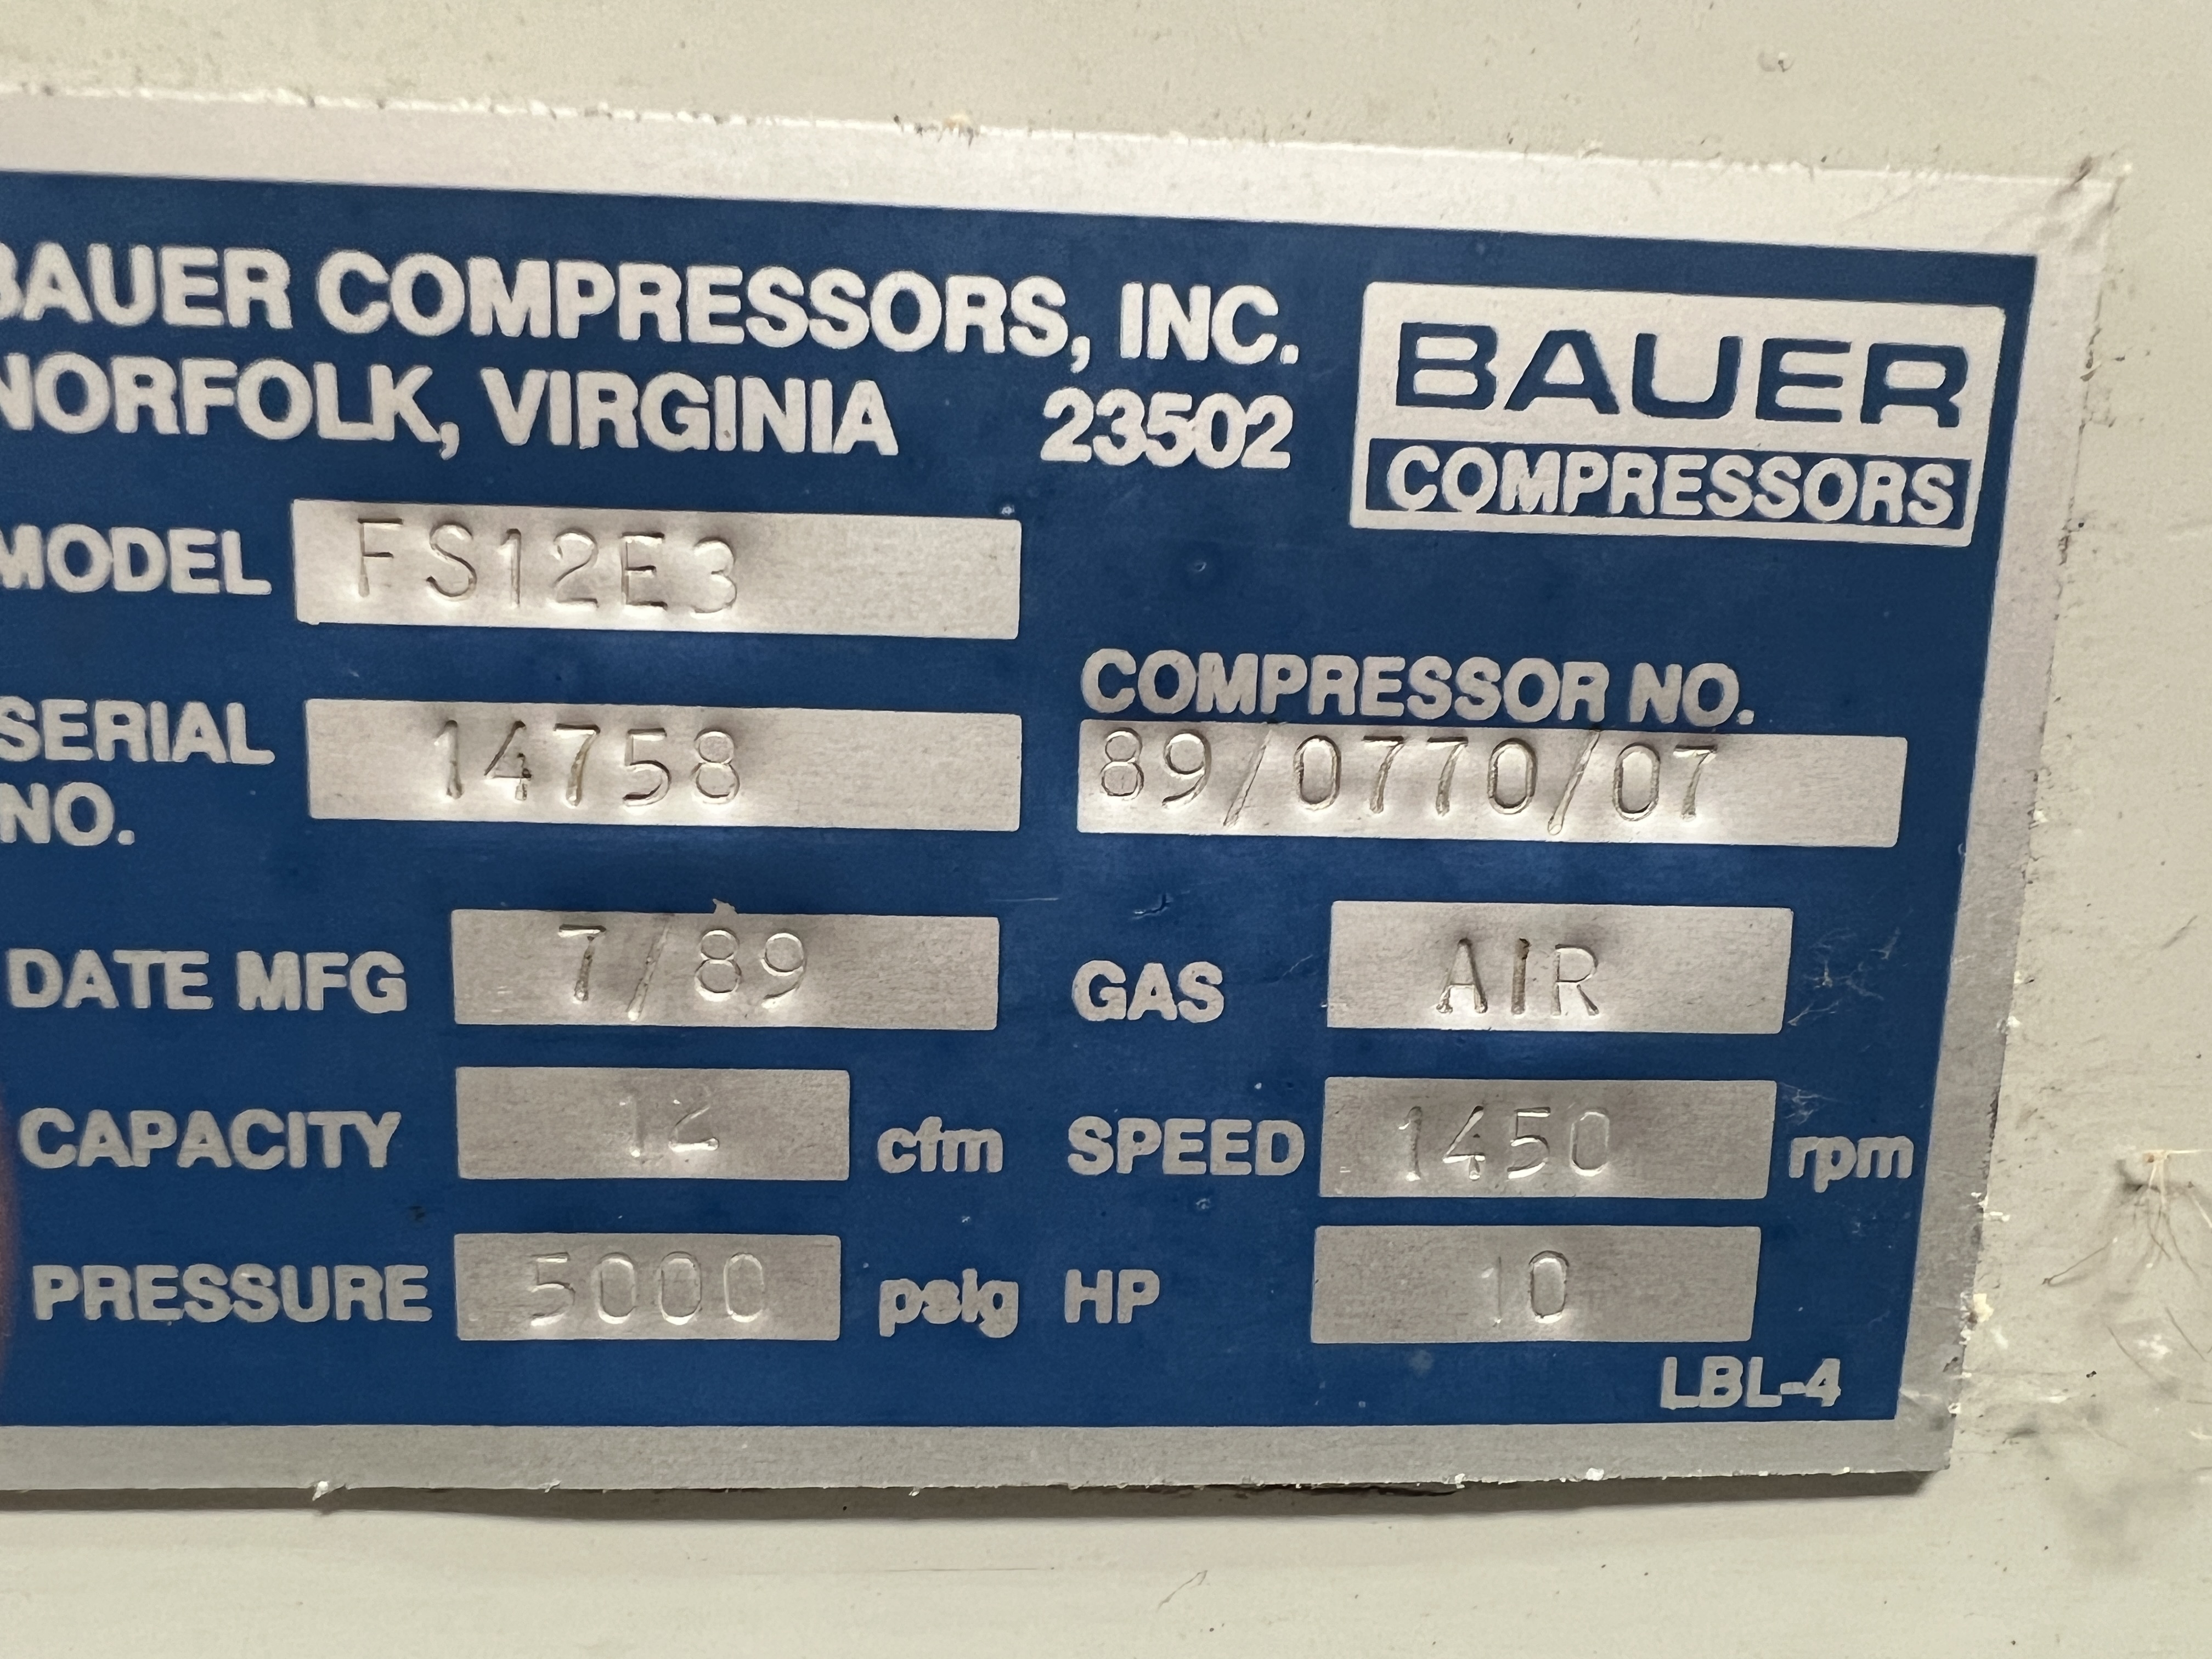 BAUER COMPRESSORS, INC.
NORFOLK, VIRGINIA 23502
BAUER
COMPRESSORS
MODEL FS12E3
SERIAL NO. 14758
COMPRESSOR NO.
89/0770/07
DATE MFG 7/89
GAS AIR
CAPACITY 12 cfm
SPEED 1450 rpm
PRESSURE 5000 psig
HP 10
LBL-4